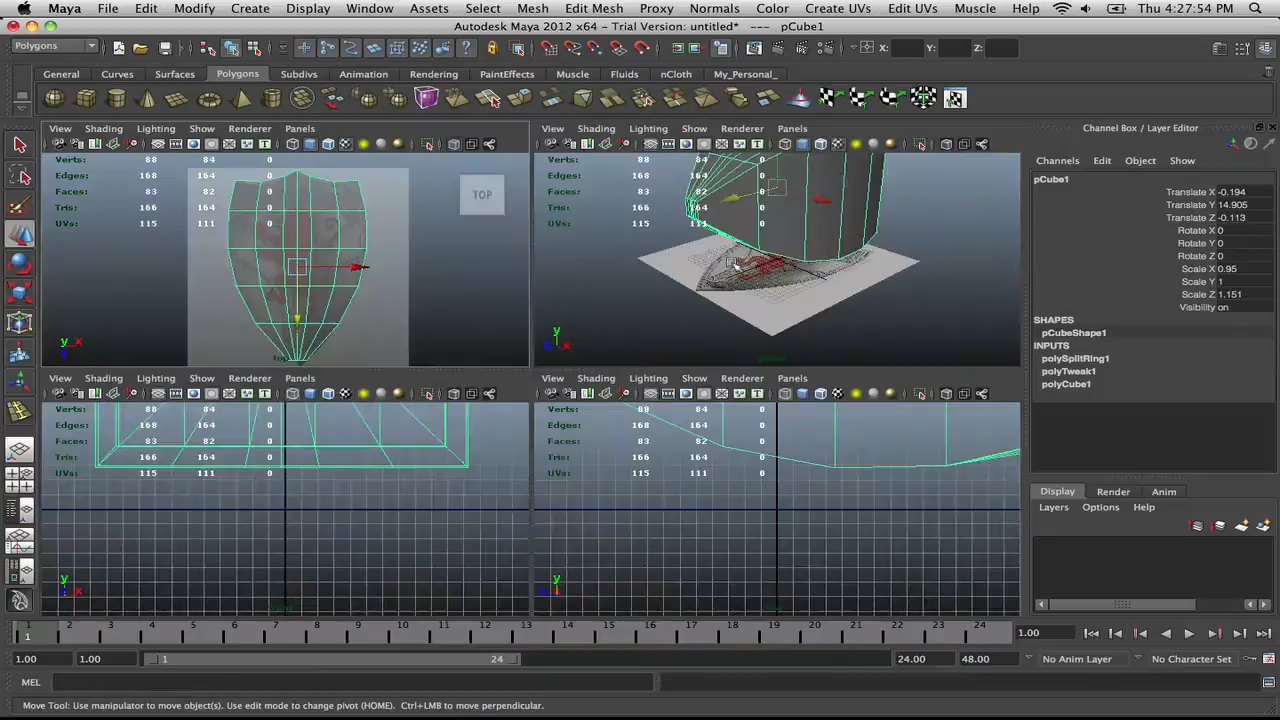 Maya File Edit Modify Create Display Window Assets Select Mesh Edit Mesh Proxy Normals Color Create UVs Edit UVs Muscle Help Thu 4:27:54 PM
Autodesk Maya 2012 x64 - Trial Version: untitled* --- pCube1
Polygons X: Y: Z:
General Curves Surfaces Polygons Subdivs Animation Rendering PaintEffects Muscle Fluids nCloth My_Personal_
View Shading Lighting Show Renderer Panels
Verts: 88 84 0
Edges: 168 164 0
Faces: 83 82 0
Tris: 166 164 0
UVs: 115 111 0
TOP
y x z
top
View Shading Lighting Show Renderer Panels
Verts: 88 84 0
Edges: 168 164 0
Faces: 83 82 0
Tris: 166 164 0
UVs: 115 111 0
y
x
View Shading Lighting Show Renderer Panels
Verts: 88 84 0
Edges: 168 164 0
Faces: 83 82 0
Tris: 166 164 0
UVs: 115 111 0
y
x
View Shading Lighting Show Renderer Panels
Verts: 88 84 0
Edges: 168 164 0
Faces: 83 82 0
Tris: 166 164 0
UVs: 115 111 0
y
Channel Box / Layer Editor
Channels Edit Object Show
pCube1
Translate X -0.194
Translate Y 14.905
Translate Z -0.113
Rotate X 0
Rotate Y 0
Rotate Z 0
Scale X 0.95
Scale Y 1
Scale Z 1.151
Visibility on
SHAPES
pCubeShape1
INPUTS
polySplitRing1
polyTweak1
polyCube1
Display Render Anim
Layers Options Help
1 2 3 4 5 6 7 8 9 10 11 12 13 14 15 16 17 18 19 20 21 22 23 24
1 1.00
1.00 1.00 1 24 24.00 48.00 No Anim Layer No Character Set
MEL
Move Tool: Use manipulator to move object(s). Use edit mode to change pivot (HOME). Ctrl+LMB to move perpendicular.